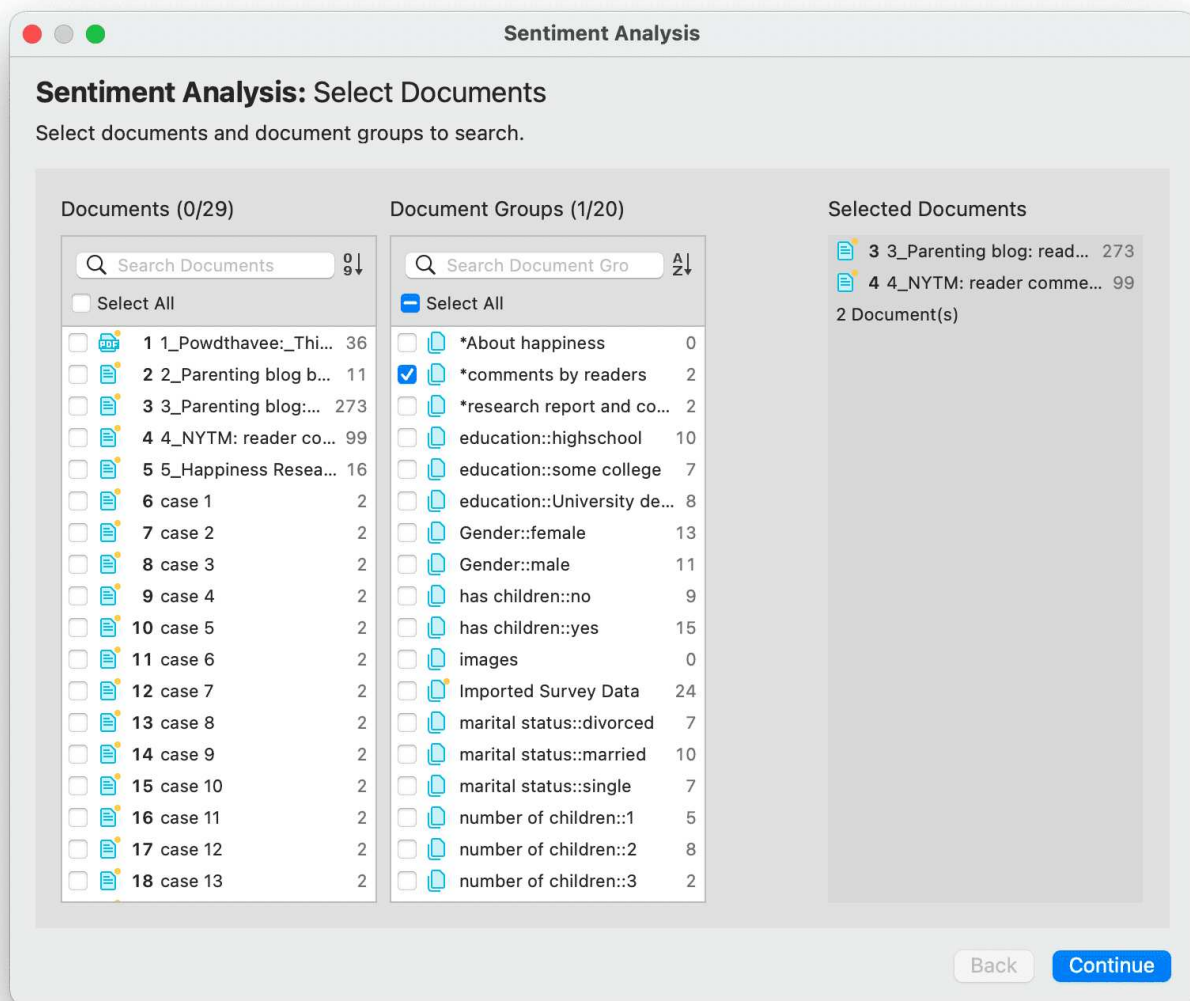 Sentiment Analysis
Sentiment Analysis: Select Documents
Select documents and document groups to search.
Documents (0/29)
Search Documents
Select All
1 1_Powdthavee:_Thi... 36
2 2_Parenting blog b... 11
3 3_Parenting blog:... 273
4 4_NYTM: reader co... 99
5 5_Happiness Resea... 16
6 case 1 2
7 case 2 2
8 case 3 2
9 case 4 2
10 case 5 2
11 case 6 2
12 case 7 2
13 case 8 2
14 case 9 2
15 case 10 2
16 case 11 2
17 case 12 2
18 case 13 2
Document Groups (1/20)
Search Document Gro
Select All
*About happiness 0
*comments by readers 2
*research report and co... 2
education::highschool 10
education::some college 7
education::University de... 8
Gender::female 13
Gender::male 11
has children::no 9
has children::yes 15
images 0
Imported Survey Data 24
marital status::divorced 7
marital status::married 10
marital status::single 7
number of children::1 5
number of children::2 8
number of children::3 2
Selected Documents
3 3_Parenting blog: read... 273
4 4_NYTM: reader comme... 99
2 Document(s)
Back
Continue